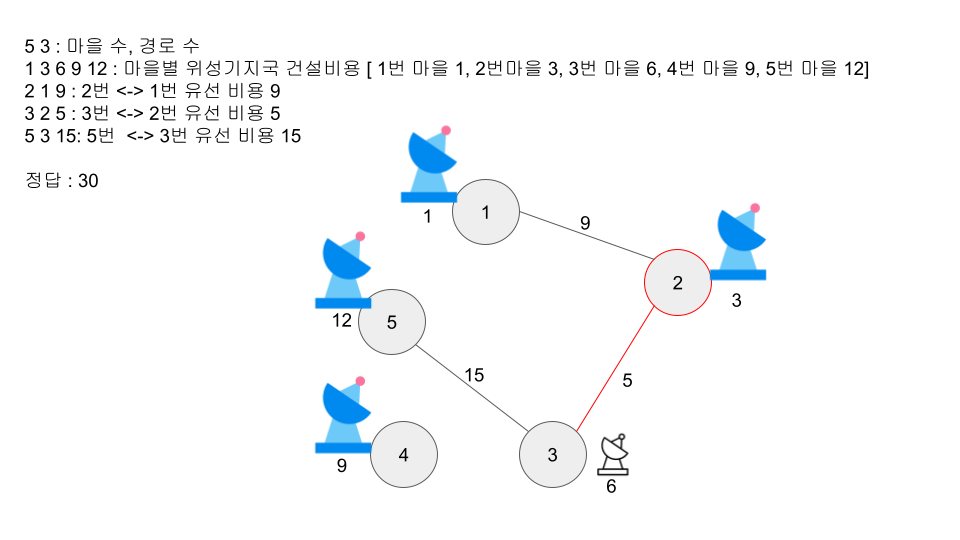 5 3 : 마을 수, 경로 수
1 3 6 9 12 : 마을별 위성기지국 건설비용 [ 1번 마을 1, 2번마을 3, 3번 마을 6, 4번 마을 9, 5번 마을 12]
2 1 9 : 2번 <-> 1번 유선 비용 9
3 2 5 : 3번 <-> 2번 유선 비용 5
5 3 15: 5번  <-> 3번 유선 비용 15
정답 : 30
1
1
9
2
3
12
5
15
5
9
4
3
6